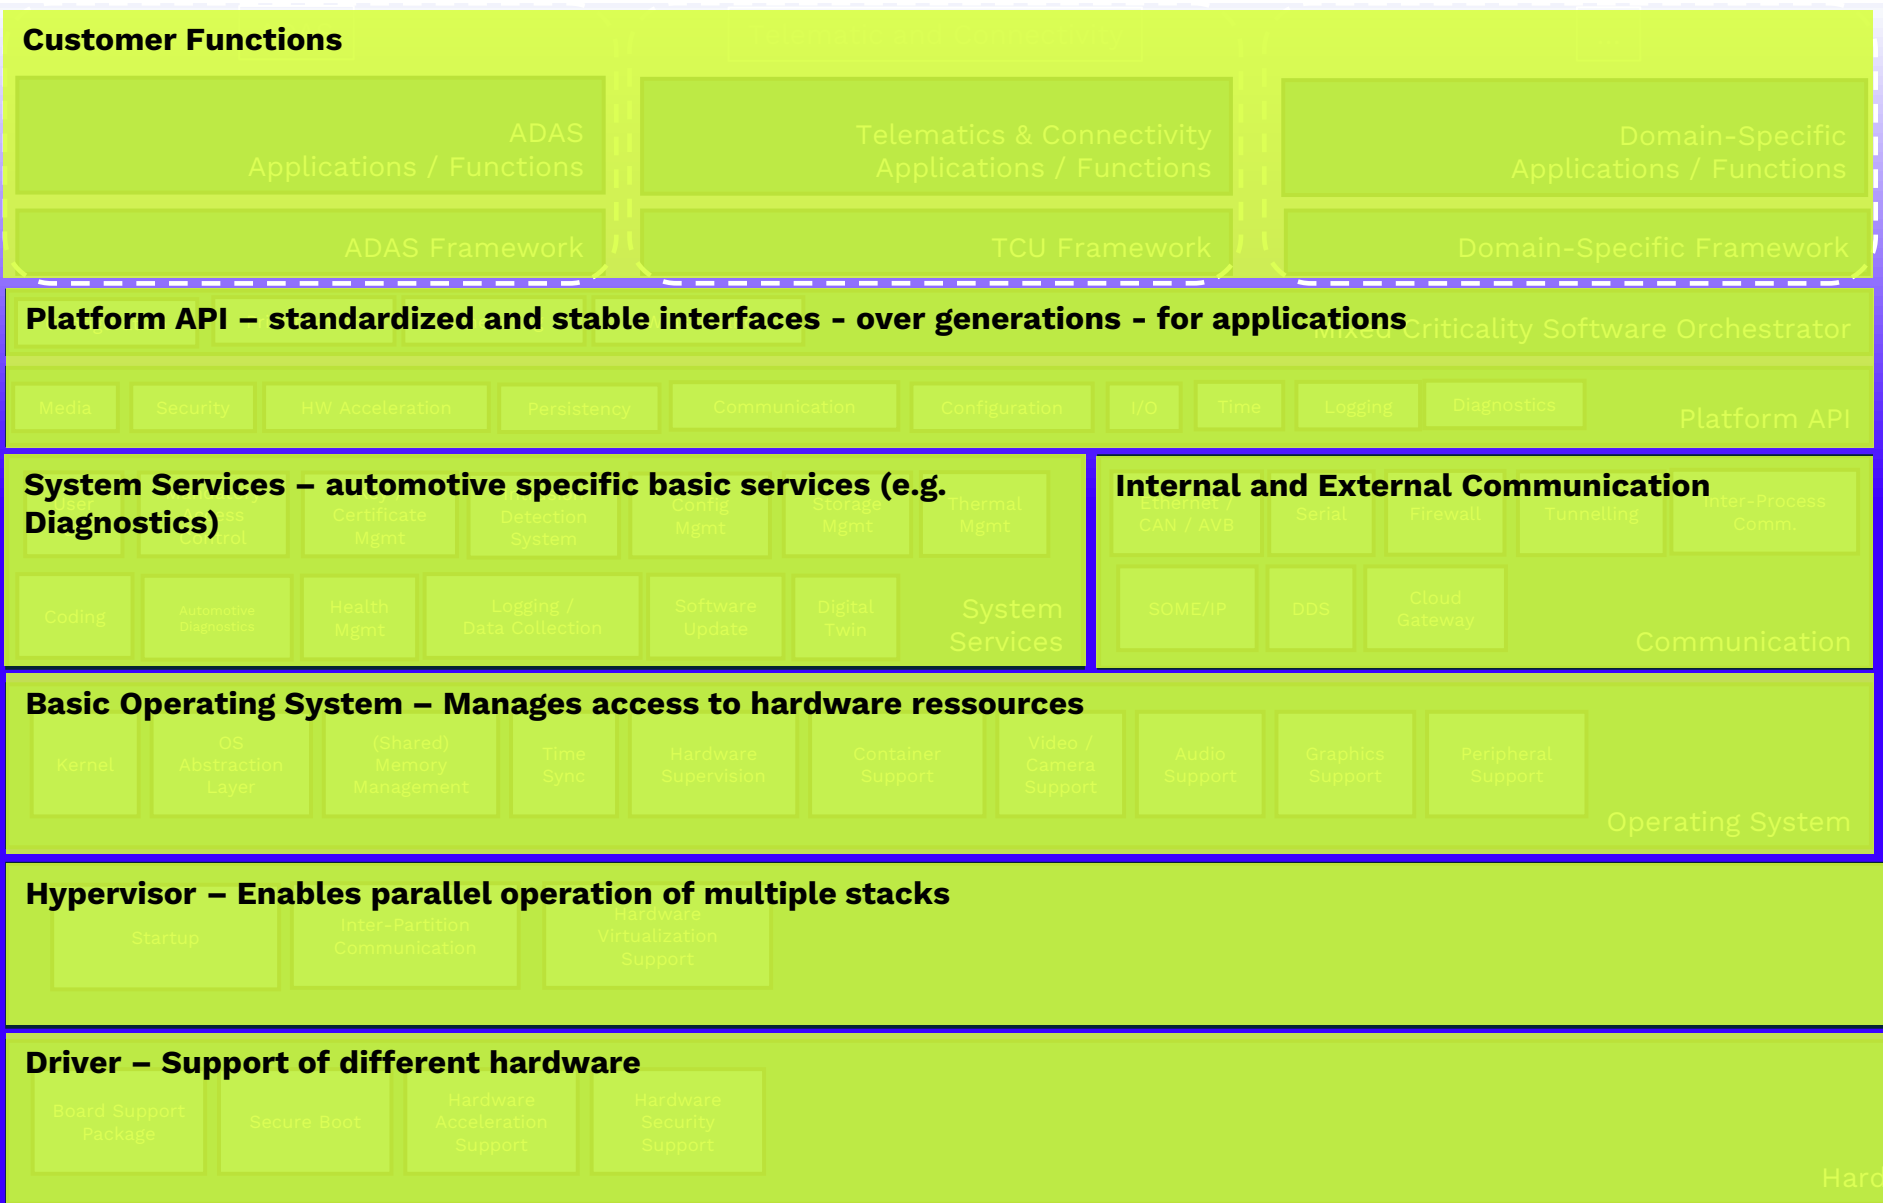 Customer Functions
ADAS
Applications / Functions
Telematics & Connectivity
Applications / Functions
Domain-Specific
Applications / Functions
ADAS Framework
TCU Framework
Domain-Specific Framework
Platform API – standardized and stable interfaces - over generations - for applications
Mixed Criticality Software Orchestrator
Media
Security
HW Acceleration
Persistency
Communication
Configuration
I/O
Time
Logging
Diagnostics
Platform API
System Services – automotive specific basic services (e.g.
Diagnostics)
User
Access
Control
Certificate
Mgmt
Detection
System
Config
Mgmt
Storage
Mgmt
Thermal
Mgmt
Coding
Automotive
Diagnostics
Health
Mgmt
Logging /
Data Collection
Software
Update
Digital
Twin
System
Services
Internal and External Communication
Ethernet /
CAN / AVB
Serial
Firewall
Tunnelling
Inter-Process
Comm.
SOME/IP
DDS
Cloud
Gateway
Communication
Basic Operating System – Manages access to hardware ressources
Kernel
OS
Abstraction
Layer
(Shared)
Memory
Management
Time
Sync
Hardware
Supervision
Container
Support
Video /
Camera
Support
Audio
Support
Graphics
Support
Peripheral
Support
Operating System
Hypervisor – Enables parallel operation of multiple stacks
Startup
Inter-Partition
Communication
Hardware
Virtualization
Support
Driver – Support of different hardware
Board Support
Package
Secure Boot
Hardware
Acceleration
Support
Hardware
Security
Support